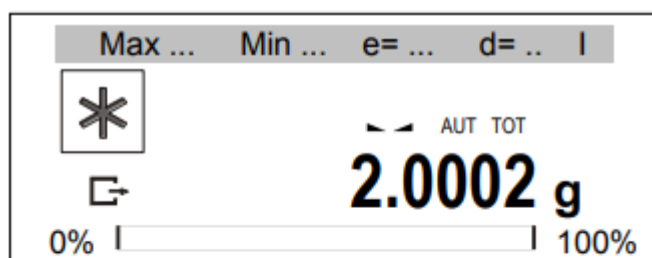 Max ... Min ... e= ... d= .. I
AUT TOT
2.0002 g
0% 100%